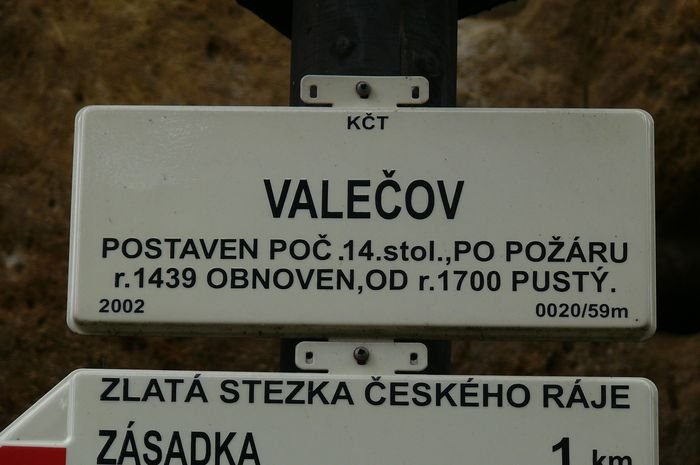 KČT
VALEČOV
POSTAVEN POČ.14.stol.,PO POŽÁRU
r.1439 OBNOVEN,OD r.1700 PUSTÝ.
2002 0020/59m
ZLATÁ STEZKA ČESKÉHO RÁJE
ZÁSADKA 1 km